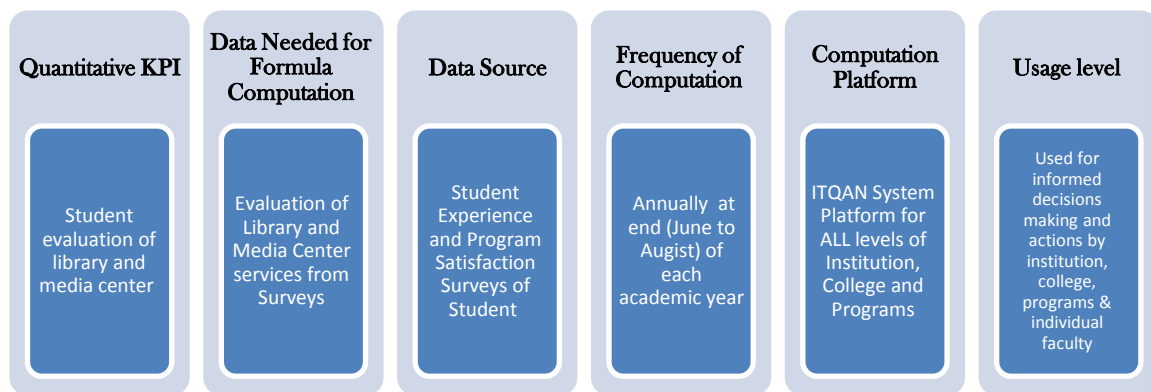 Quantitative KPI
Student
evaluation of
library and
media center
Data Needed for
Formula
Computation
Evaluation of
Library and
Media Center
services from
Surveys
Data Source
Student
Experience
and Program
Satisfaction
Surveys of
Student
Frequency of
Computation
Annually at
end (June to
Augist) of
each
academic year
Computation
Platform
ITQAN System
Platform for
ALL levels of
Institution,
College and
Programs
Usage level
Used for
informed
decisions
making and
actions by
institution,
college,
programs &
individual
faculty